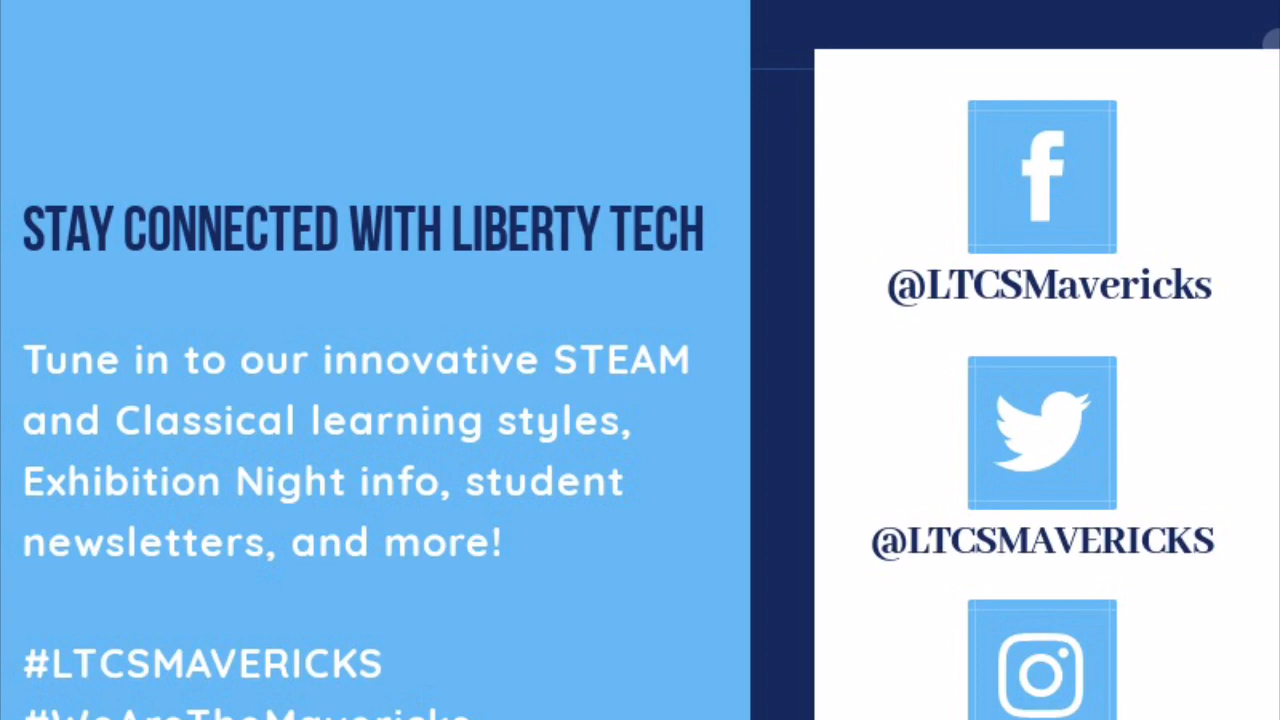 STAY CONNECTED WITH LIBERTY TECH
Tune in to our innovative STEAM
and Classical learning styles,
Exhibition Night info, student
newsletters, and more!
#LTCSMAVERICKS
#WeAreTheMavericks
@LTCSMavericks
@LTCSMAVERICKS